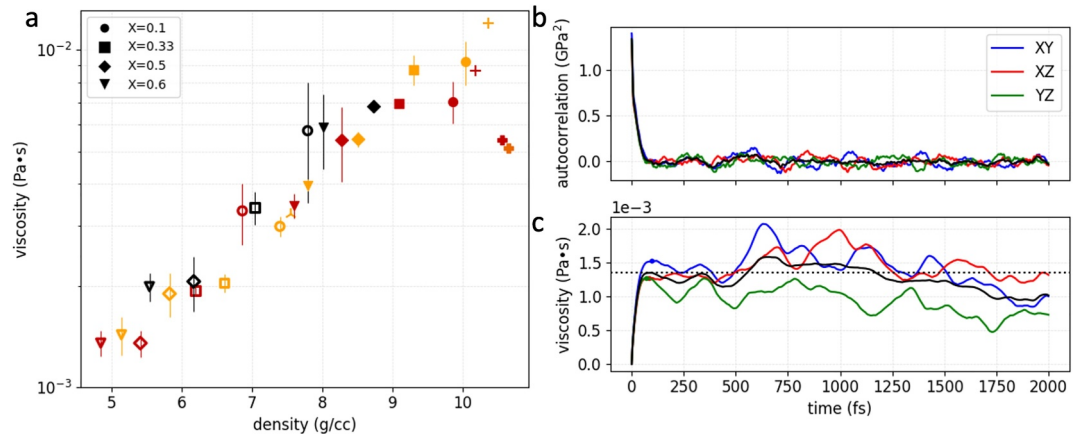 a
10⁻²
10⁻³
viscosity (Pa•s)
X=0.1
X=0.33
X=0.5
X=0.6
5 6 7 8 9 10
density (g/cc)
b
autocorrelation (GPa²)
1.0
0.5
0.0
XY
XZ
YZ
c
1e−3
viscosity (Pa•s)
2.0
1.5
1.0
0.5
0.0
0 250 500 750 1000 1250 1500 1750 2000
time (fs)